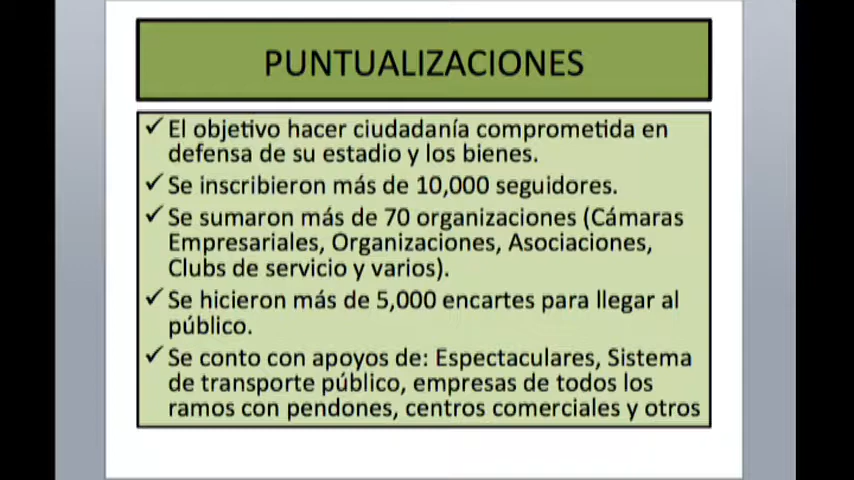 PUNTUALIZACIONES
✓ El objetivo hacer ciudadanía comprometida en
defensa de su estadio y los bienes.
✓ Se inscribieron más de 10,000 seguidores.
✓ Se sumaron más de 70 organizaciones (Cámaras
Empresariales, Organizaciones, Asociaciones,
Clubs de servicio y varios).
✓ Se hicieron más de 5,000 encartes para llegar al
público.
✓ Se conto con apoyos de: Espectaculares, Sistema
de transporte público, empresas de todos los
ramos con pendones, centros comerciales y otros